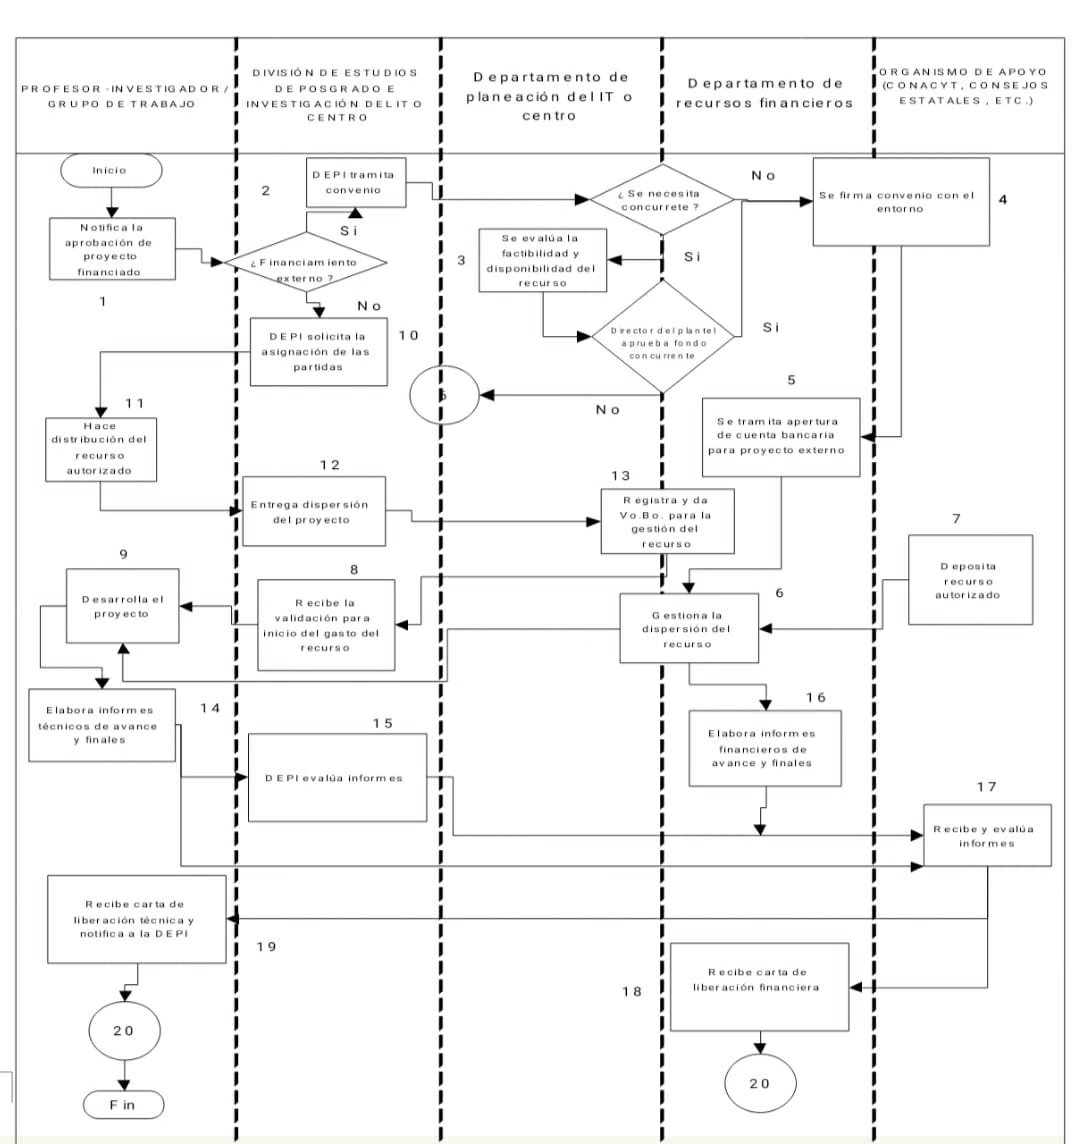 PROFESOR-INVESTIGADOR/
GRUPO DE TRABAJO
DIVISIÓN DE ESTUDIOS
DE POSGRADO E
INVESTIGACIÓN DEL IT O
CENTRO
Departamento de
planeación del IT o
centro
Departamento de
recursos financieros
ORGANISMO DE APOYO
(CONACYT, CONSEJOS
ESTATALES, ETC.)
Inicio
Notifica la
aprobación de
proyecto
financiado
1
2
DEPI tramita
convenio
Si
¿Financiamiento
externo ?
No
DEPI solicita la
asignación de las
partidas
10
¿Se necesita
concurrete ?
No
Si
3
Se evalúa la
factibilidad y
disponibilidad del
recurso
Director del plantel
aprueba fondo
concurrente
Si
No
Se firma convenio con el
entorno
4
5
Se tramita apertura
de cuenta bancaria
para proyecto externo
11
Hace
distribución del
recurso
autorizado
12
Entrega dispersión
del proyecto
13
Registra y da
Vo.Bo. para la
gestión del
recurso
7
Deposita
recurso
autorizado
9
Desarrolla el
proyecto
8
Recibe la
validación para
inicio del gasto del
recurso
6
Gestiona la
dispersión del
recurso
Elabora informes
técnicos de avance
y finales
14
15
DEPI evalúa informes
16
Elabora informes
financieros de
avance y finales
17
Recibe y evalúa
informes
Recibe carta de
liberación técnica y
notifica a la DEPI
19
18
Recibe carta de
liberación financiera
20
20
Fin